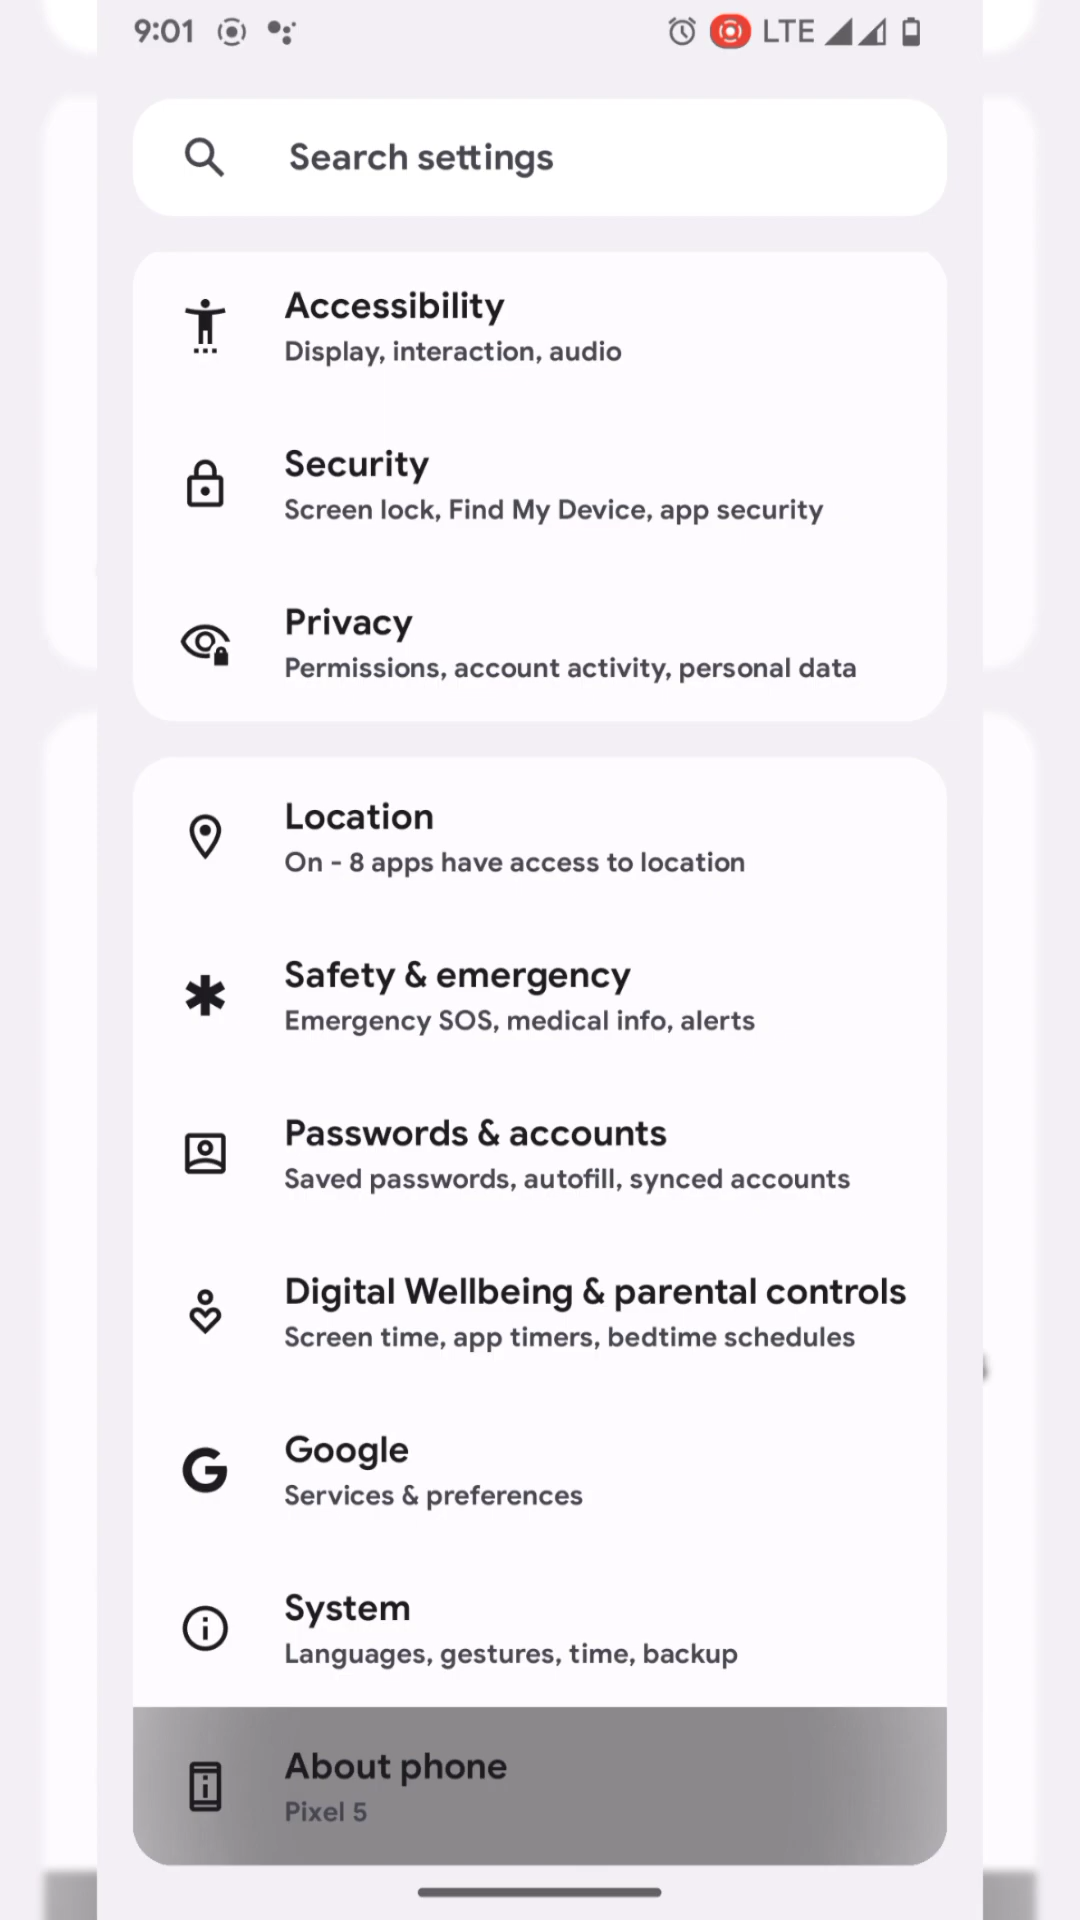 9:01 LTE
Search settings
Accessibility
Display, interaction, audio
Security
Screen lock, Find My Device, app security
Privacy
Permissions, account activity, personal data
Location
On - 8 apps have access to location
Safety & emergency
Emergency SOS, medical info, alerts
Passwords & accounts
Saved passwords, autofill, synced accounts
Digital Wellbeing & parental controls
Screen time, app timers, bedtime schedules
Google
Services & preferences
System
Languages, gestures, time, backup
About phone
Pixel 5